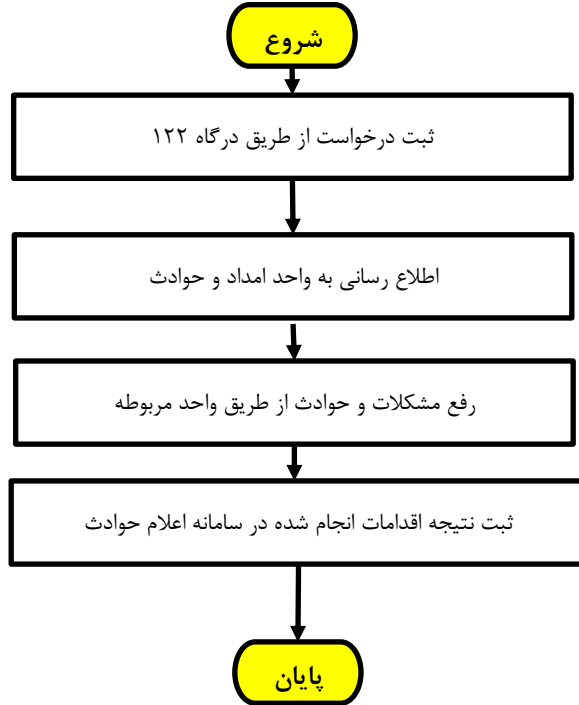 شروع
ثبت درخواست از طریق درگاه ۱۲۲
اطلاع رسانی به واحد امداد و حوادث
رفع مشکلات و حوادث از طریق واحد مربوطه
ثبت نتیجه اقدامات انجام شده در سامانه اعلام حوادث
پایان